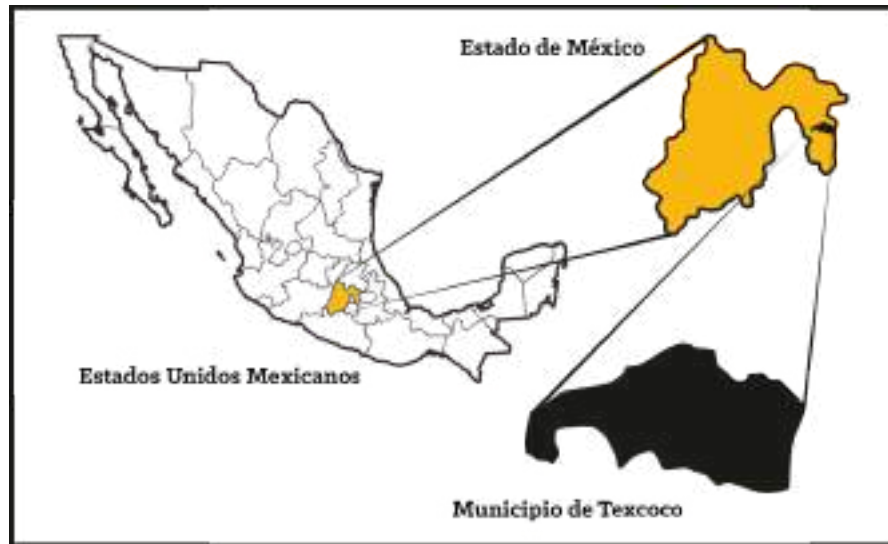 Estado de México
Estados Unidos Mexicanos
Municipio de Texcoco